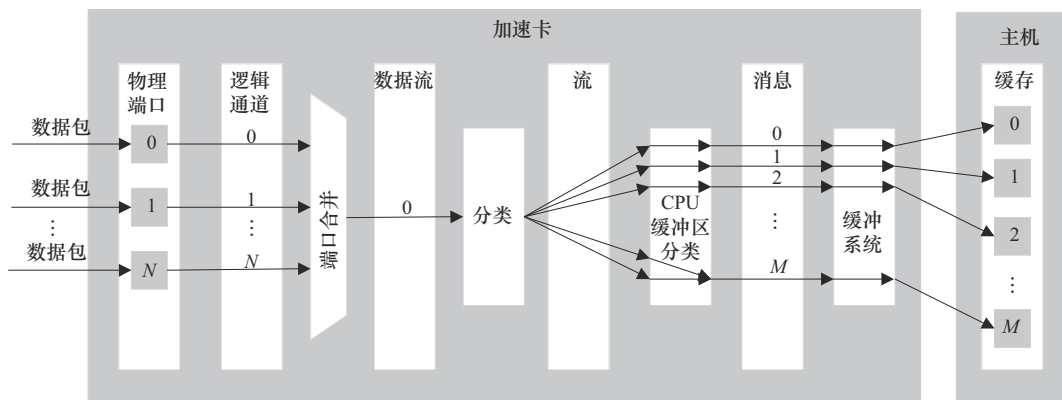 加速卡
主机
物理
端口
逻辑
通道
数据流
流
消息
缓存
数据包
0
0
数据包
1
1
⋮
…
数据包
N
N
端口合并
0
分类
CPU
缓冲区
分类
0
1
2
…
M
缓冲
系统
0
1
2
…
M